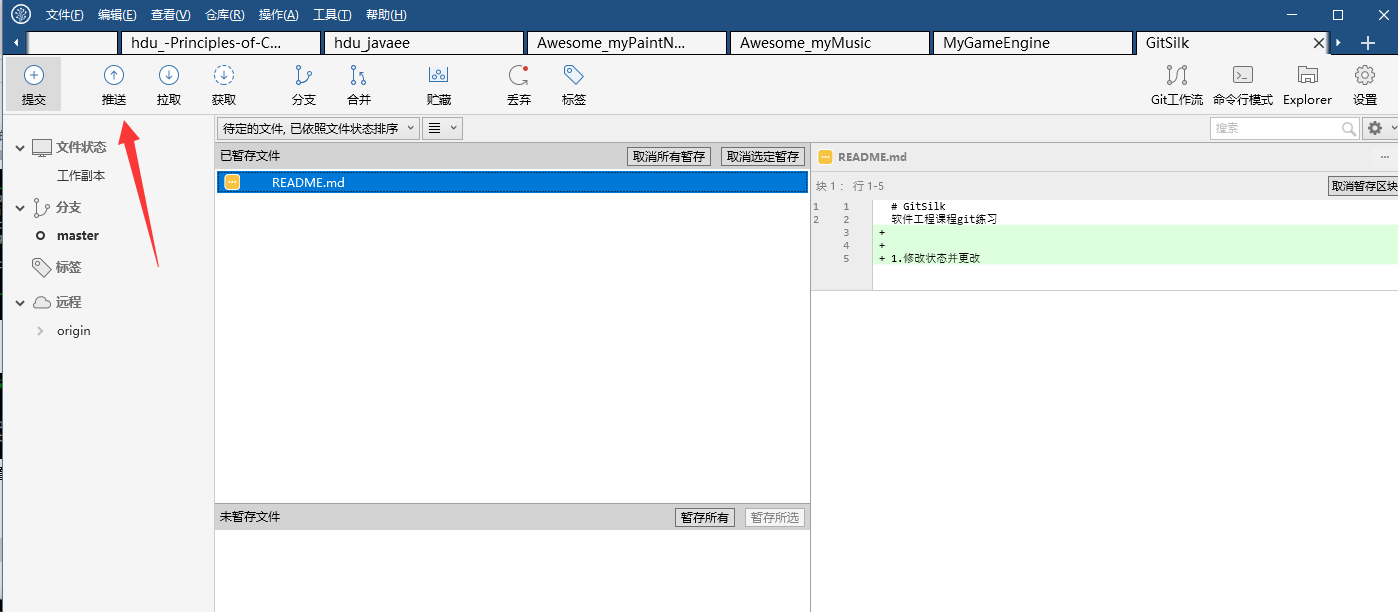 文件(F) 编辑(E) 查看(V) 仓库(R) 操作(A) 工具(T) 帮助(H)
hdu_-Principles-of-C... hdu_javaee Awesome_myPaintN... Awesome_myMusic MyGameEngine GitSilk
提交 推送 拉取 获取 分支 合并 贮藏 丢弃 标签 Git工作流 命令行模式 Explorer 设置
文件状态
工作副本
分支
master
标签
远程
origin
待定的文件, 已依照文件状态排序
搜索
已暂存文件 取消所有暂存 取消选定暂存
README.md
未暂存文件 暂存所有 暂存所选
README.md
块 1： 行 1-5 取消暂存区块
1 1 # GitSilk
2 2 软件工程课程git练习
3 +
4 +
5 + 1.修改状态并更改